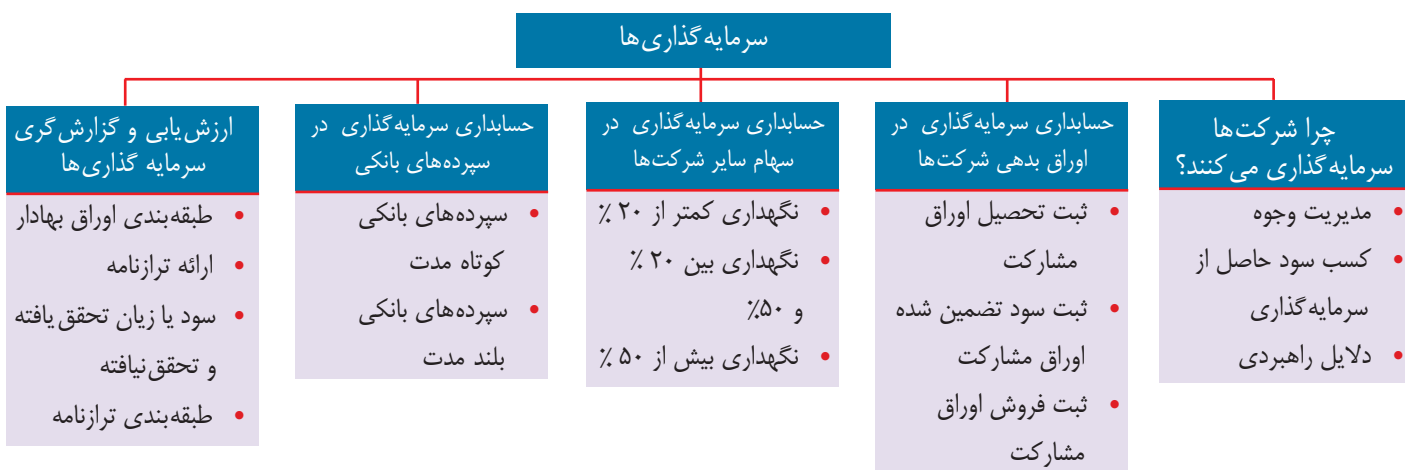 سرمایه‌گذاری‌ها
چرا شرکت‌ها
سرمایه‌گذاری می‌کنند؟
• مدیریت وجوه
• کسب سود حاصل از
سرمایه‌گذاری
• دلایل راهبردی
حسابداری سرمایه‌گذاری در
اوراق بدهی شرکت‌ها
• ثبت تحصیل اوراق
مشارکت
• ثبت سود تضمین شده
اوراق مشارکت
• ثبت فروش اوراق
مشارکت
حسابداری سرمایه‌گذاری در
سهام سایر شرکت‌ها
• نگهداری کمتر از ۲۰ ٪
• نگهداری بین ۲۰ ٪
و ۵۰٪
• نگهداری بیش از ۵۰ ٪
حسابداری سرمایه‌گذاری در
سپرده‌های بانکی
• سپرده‌های بانکی
کوتاه مدت
• سپرده‌های بانکی
بلند مدت
ارزش‌یابی و گزارش‌گری
سرمایه گذاری‌ها
• طبقه‌بندی اوراق بهادار
• ارائه ترازنامه
• سود یا زیان تحقق‌یافته
و تحقق‌نیافته
• طبقه‌بندی ترازنامه